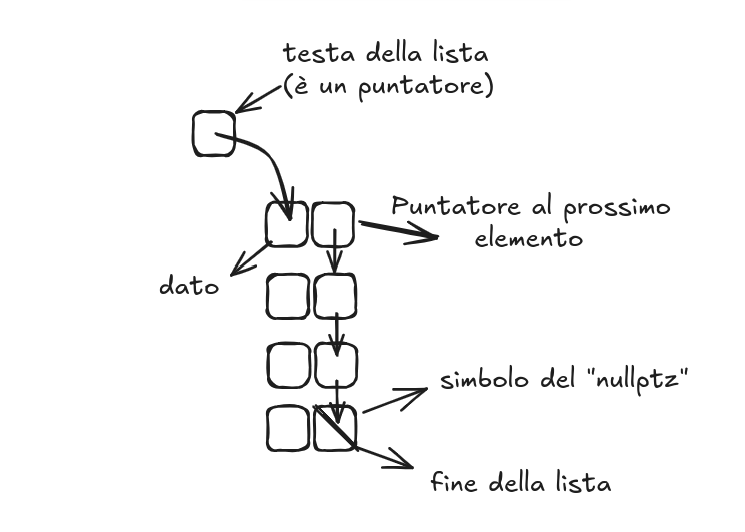 testa della lista
(è un puntatore)
Puntatore al prossimo
elemento
dato
simbolo del "nullptz"
fine della lista